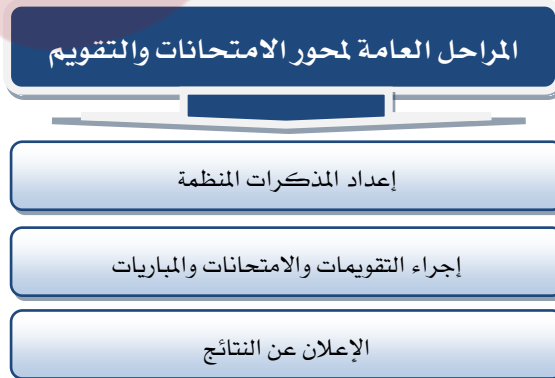 المراحل العامة لمحور الامتحانات والتقويم
إعداد المذكرات المنظمة
إجراء التقويمات والامتحانات والمباريات
الإعلان عن النتائج